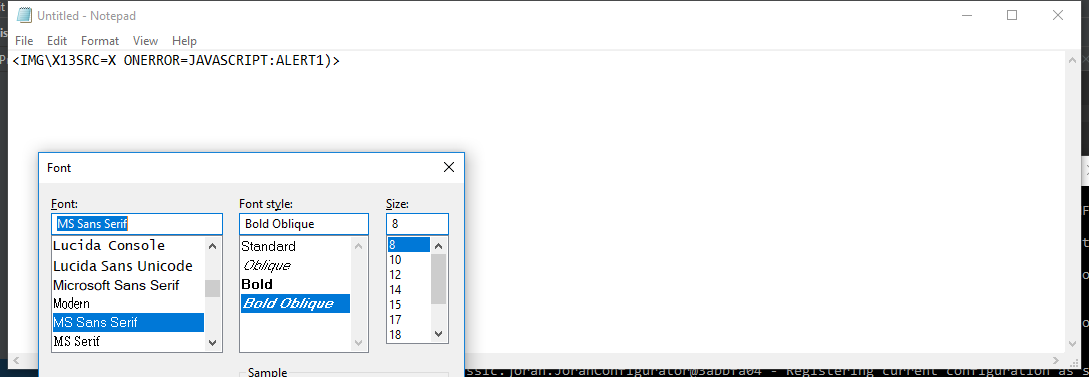 Untitled - Notepad
File Edit Format View Help
<IMG\X13SRC=X ONERROR=JAVASCRIPT:ALERT1)>
Font
Font: Font style: Size:
MS Sans Serif Bold Oblique 8
Lucida Console Standard 8
Lucida Sans Unicode Oblique 10
Microsoft Sans Serif Bold 12
Modern Bold Oblique 14
MS Sans Serif 15
MS Serif 17
18
Sample
ssic.joran.JoranConfigurator@3abbfa04 - Registering current configuration as s